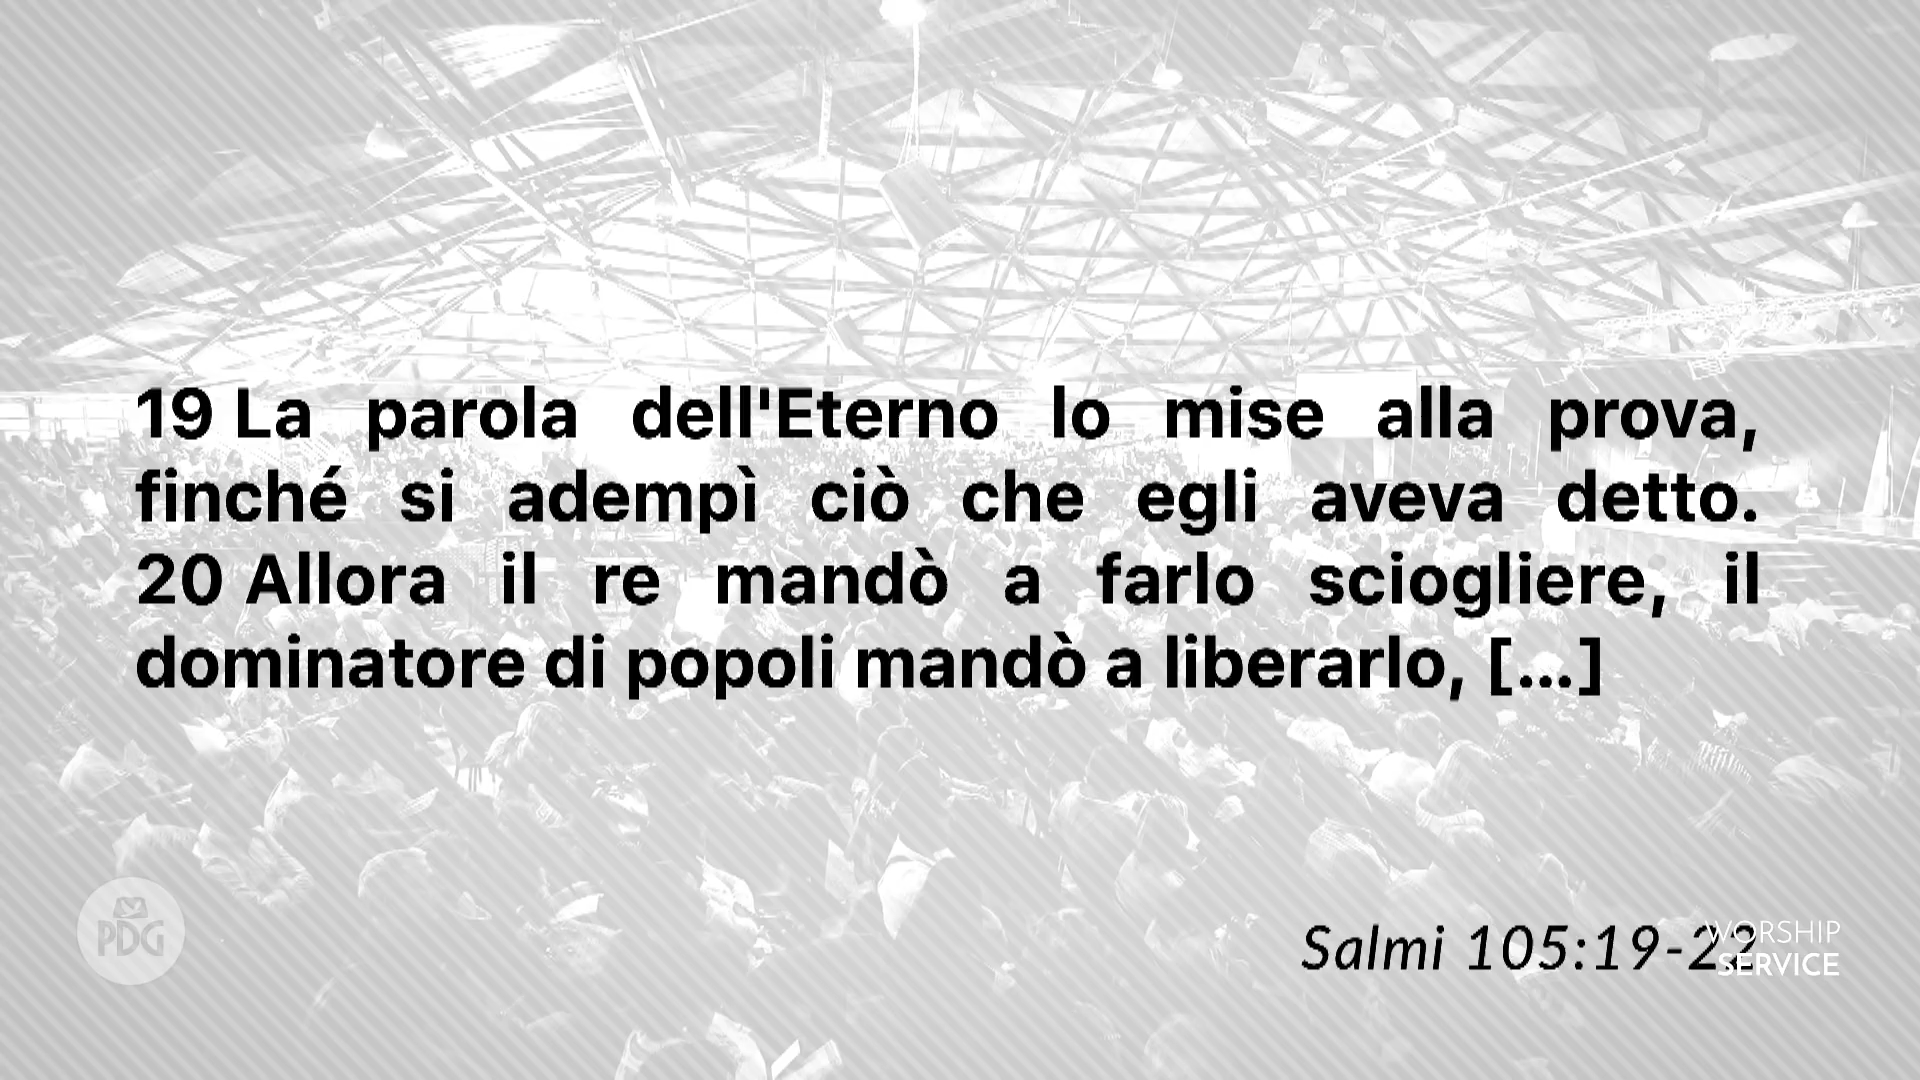 19 La parola dell'Eterno lo mise alla prova,
finché si adempì ciò che egli aveva detto.
20 Allora il re mandò a farlo sciogliere, il
dominatore di popoli mandò a liberarlo, [...]
Salmi 105:19-22
WORSHIP
SERVICE
PDG